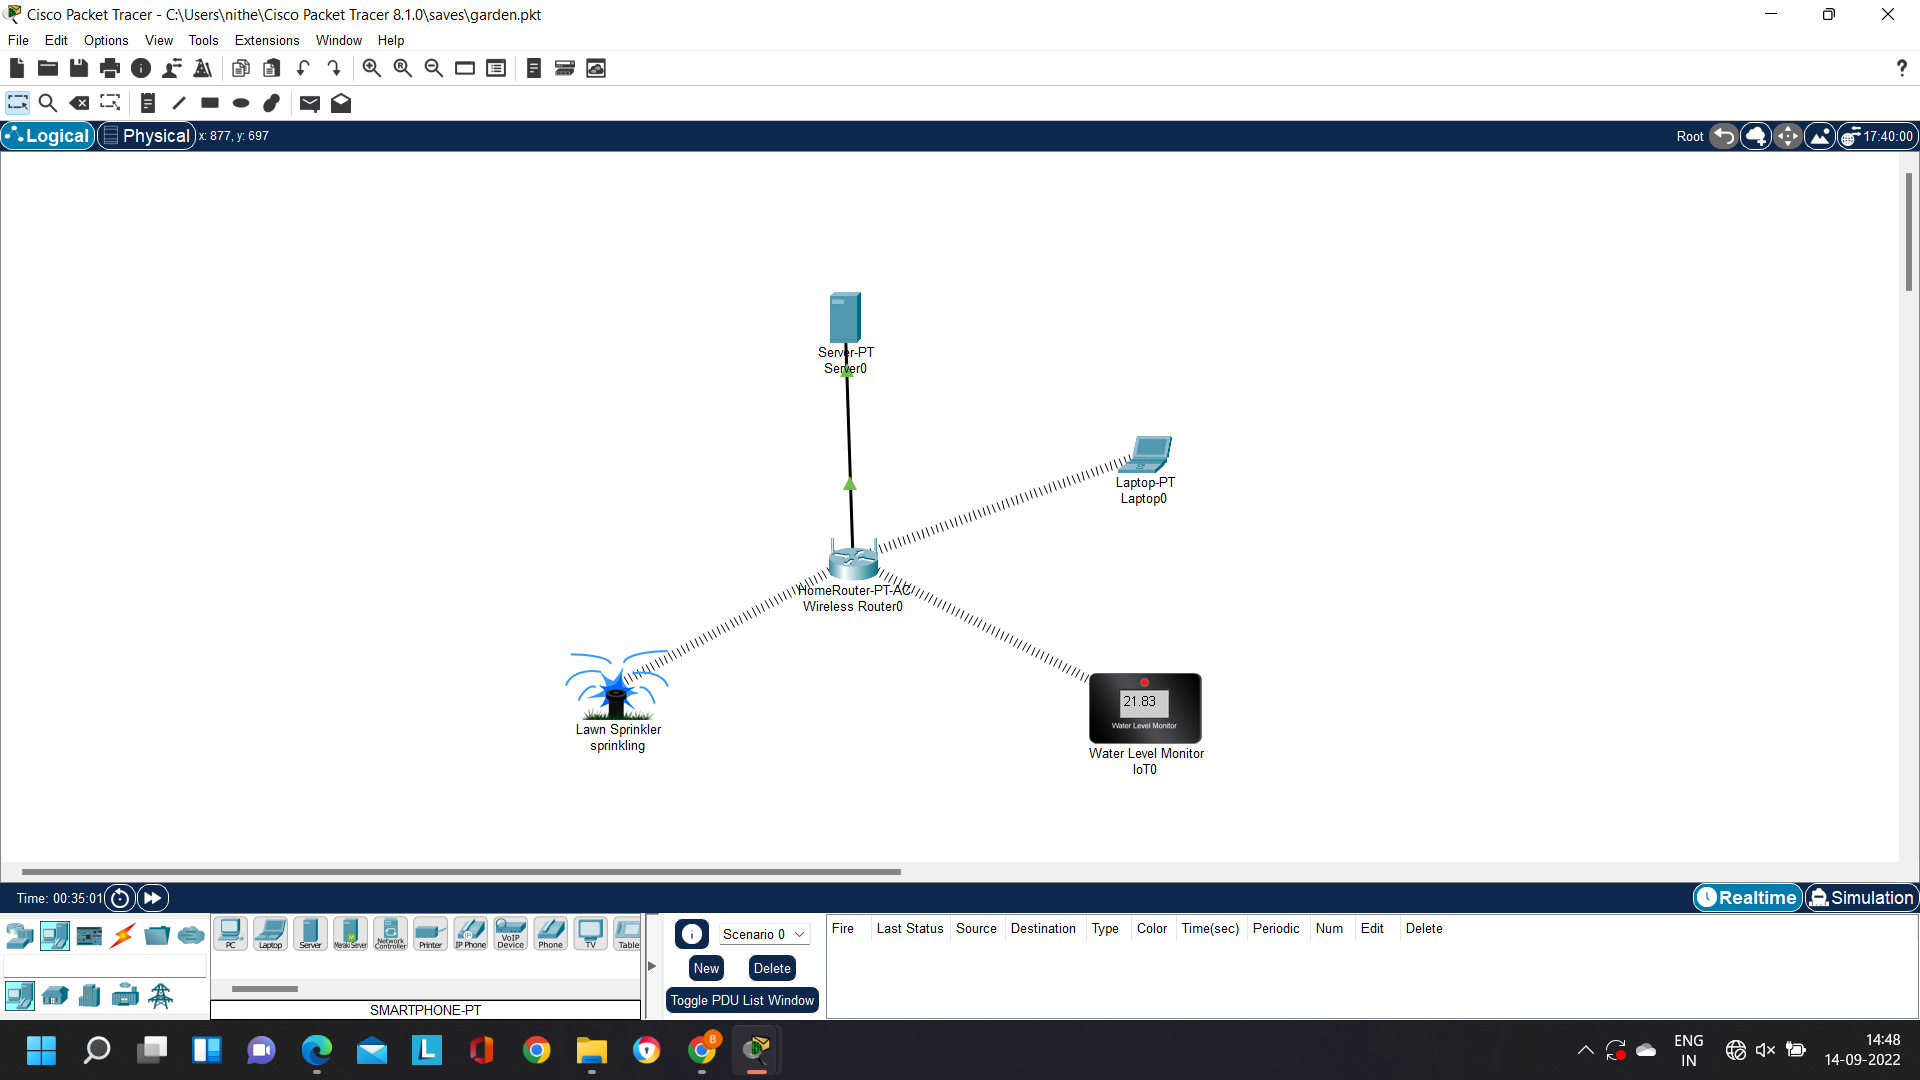 Cisco Packet Tracer - C:\Users\nithe\Cisco Packet Tracer 8.1.0\saves\garden.pkt
File Edit Options View Tools Extensions Window Help
?
Logical Physical x: 877, y: 697 Root 17:40:00
Server-PT
Server0
Laptop-PT
Laptop0
HomeRouter-PT-AC
Wireless Router0
21.83
Water Level Monitor
Lawn Sprinkler
sprinkling
Water Level Monitor
IoT0
Time: 00:35:01 Realtime Simulation
PC Laptop Server Meraki Server Network Controller Printer IP Phone VoIP Device Phone TV Table
Scenario 0
New Delete
Toggle PDU List Window
Fire Last Status Source Destination Type Color Time(sec) Periodic Num Edit Delete
SMARTPHONE-PT
L
B
ENG
IN
14:48
14-09-2022